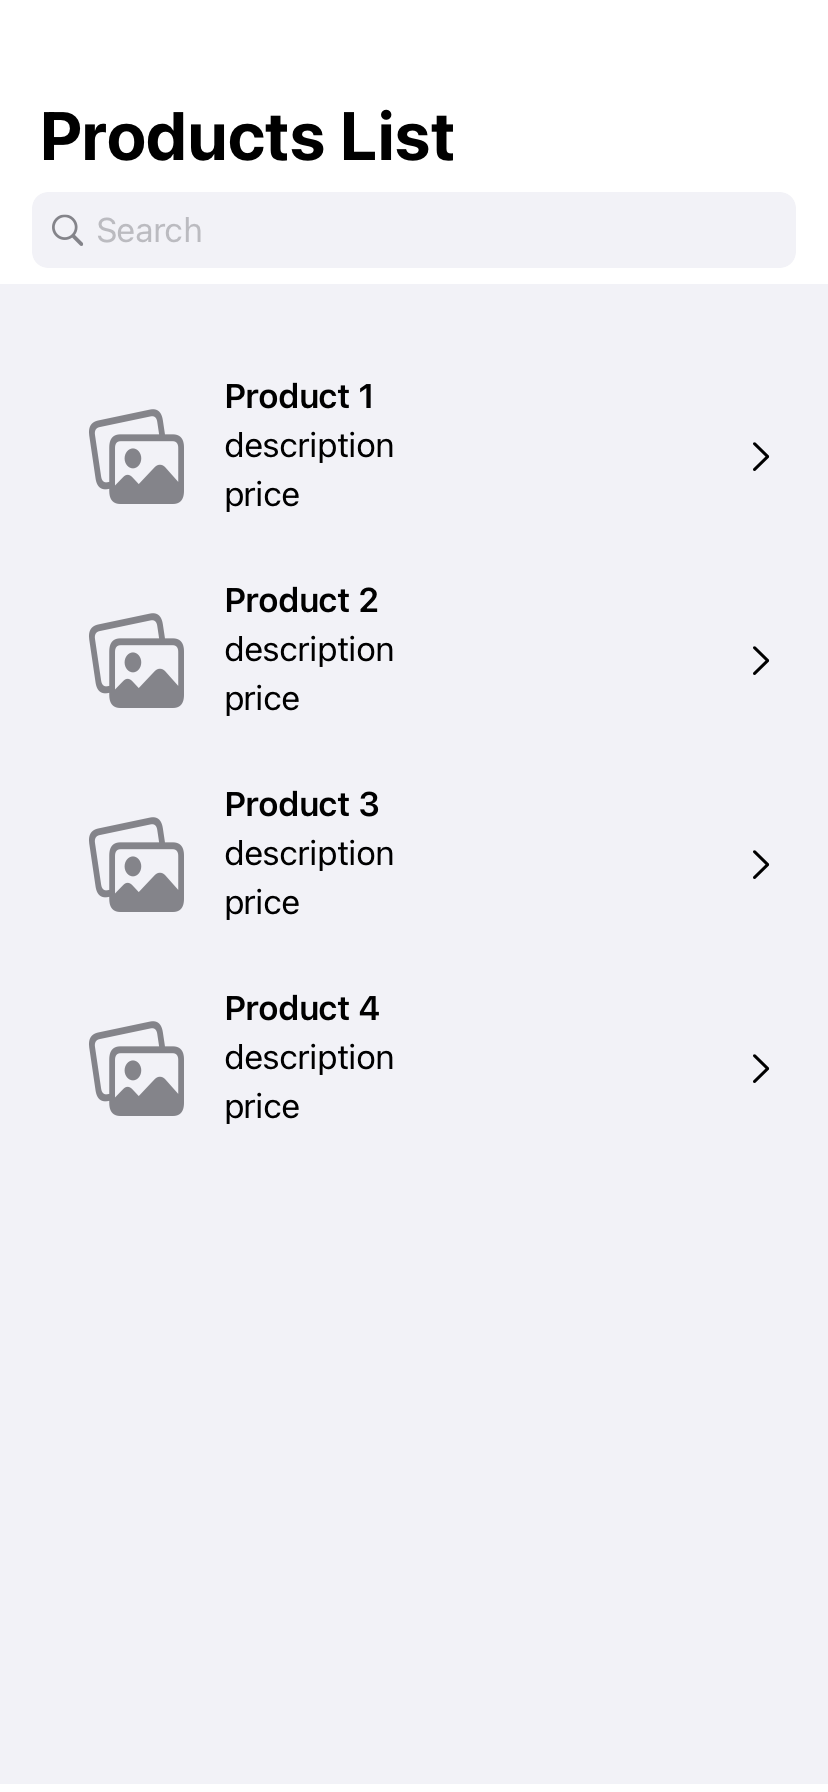 Products List
Search
Product 1
description
price
Product 2
description
price
Product 3
description
price
Product 4
description
price